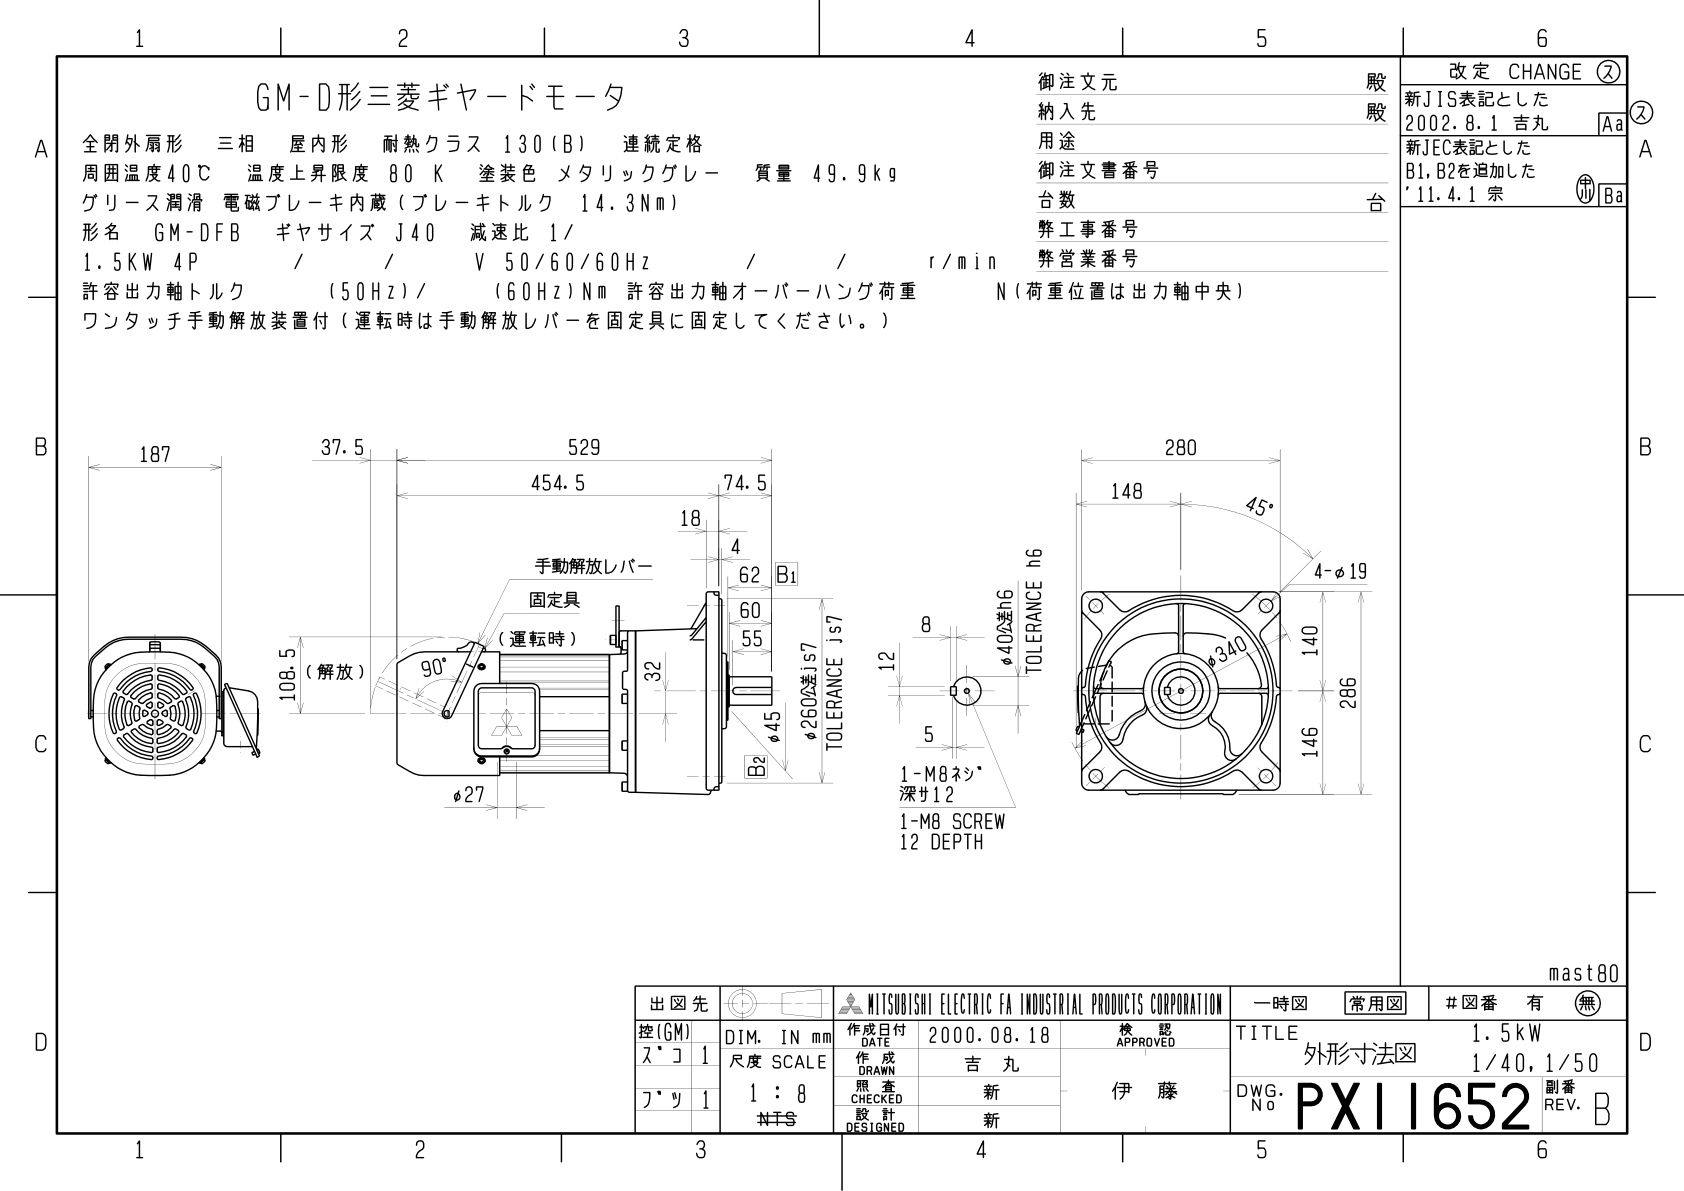 1
2
3
4
5
6
A
B
C
D
GM-D形三菱ギヤードモータ
全閉外扇形 三相 屋内形 耐熱クラス 130(B) 連続定格
周囲温度40℃ 温度上昇限度 80 K 塗装色 メタリックグレー 質量 49.9kg
グリース潤滑 電磁ブレーキ内蔵(ブレーキトルク 14.3Nm)
形名 GM-DFB ギヤサイズ J40 減速比 1/
1.5KW 4P / / V 50/60/60Hz / / r/min
許容出力軸トルク (50Hz)/ (60Hz)Nm 許容出力軸オーバーハング荷重 N(荷重位置は出力軸中央)
ワンタッチ手動解放装置付(運転時は手動解放レバーを固定具に固定してください。)
御注文元 殿
納入先 殿
用途
御注文書番号
台数 台
弊工事番号
弊営業番号
改定 CHANGE ス
新JIS表記とした
2002.8.1 吉丸 Aa
ス
新JEC表記とした
B1,B2を追加した
'11.4.1 宗 Ba
A
B
C
D
187
37.5
529
454.5
74.5
18
4
62 B1
60
55
手動解放レバー
固定具
(運転時)
90°
108.5
(解放)
32
φ27
φ45
B2
φ260公差js7
TOLERANCE js7
8
12
5
φ40公差h6
TOLERANCE h6
1-M8ネジ
深サ12
1-M8 SCREW
12 DEPTH
280
148
45°
4-φ19
φ340
140
146
286
mast80
出図先
控(GM)
ズコ 1
ブツ 1
DIM. IN mm
尺度 SCALE
1 : 8
NTS
MITSUBISHI ELECTRIC FA INDUSTRIAL PRODUCTS CORPORATION
作成日付 DATE 2000.08.18
作成 DRAWN 吉丸
照査 CHECKED 新
設計 DESIGNED 新
検認 APPROVED
伊藤
一時図 常用図 #図番 有 無
TITLE 1.5kW
外形寸法図 1/40,1/50
DWG. No PX11652
副番 REV. B
1
2
3
4
5
6